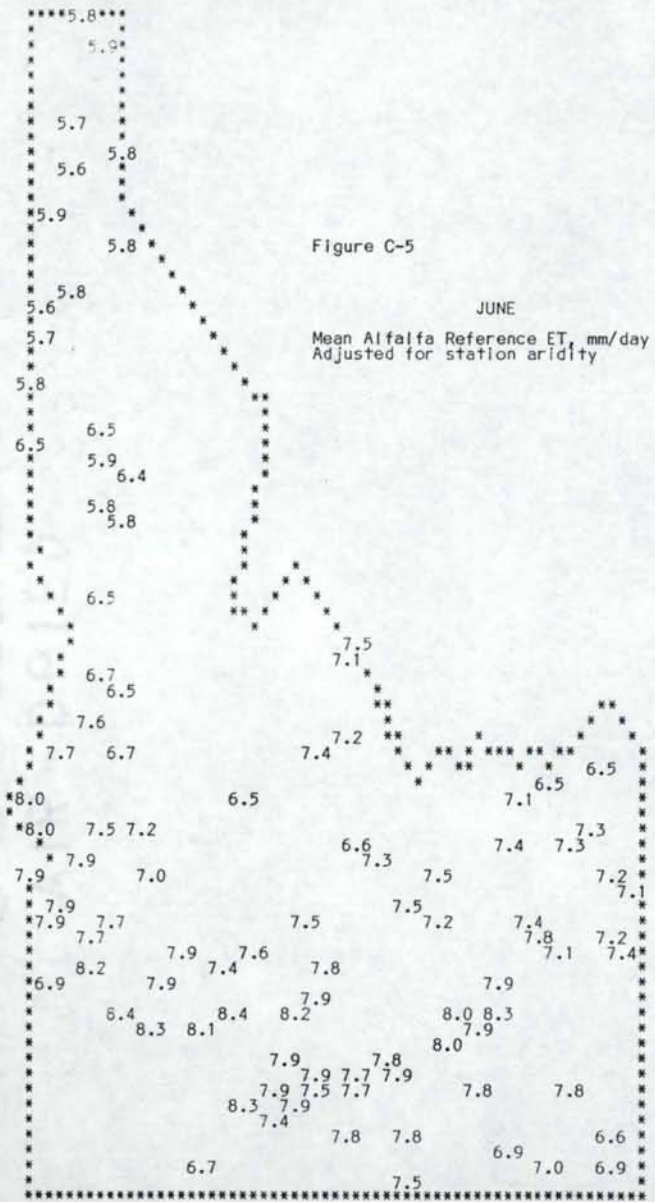 5.8
5.9
5.7
5.8
5.6
5.9
5.8 Figure C-5
5.8
5.6 JUNE
5.7 Mean Alfalfa Reference ET, mm/day
Adjusted for station aridity
5.8
6.5
6.5
5.9
6.4
5.8
5.8
6.5
7.5
7.1
6.7
6.5
7.6
7.2
7.7 6.7 7.4
6.5
6.5
8.0 6.5 7.1
8.0 7.5 7.2 7.3
6.6 7.4 7.3
7.9 7.3
7.9 7.0 7.5 7.2
7.1
7.9 7.5
7.9 7.7 7.5 7.2 7.4
7.7 7.8 7.2
7.9 7.6 7.1 7.4
8.2 7.4 7.8
6.9 7.9 7.9
7.9
6.4 8.4 8.2 8.0 8.3
8.3 8.1 7.9
8.0
7.9 7.8
7.9 7.7 7.9
7.9 7.5 7.7 7.8 7.8
8.3 7.9
7.4
7.8 7.8 6.6
6.9
6.7 7.0 6.9
7.5